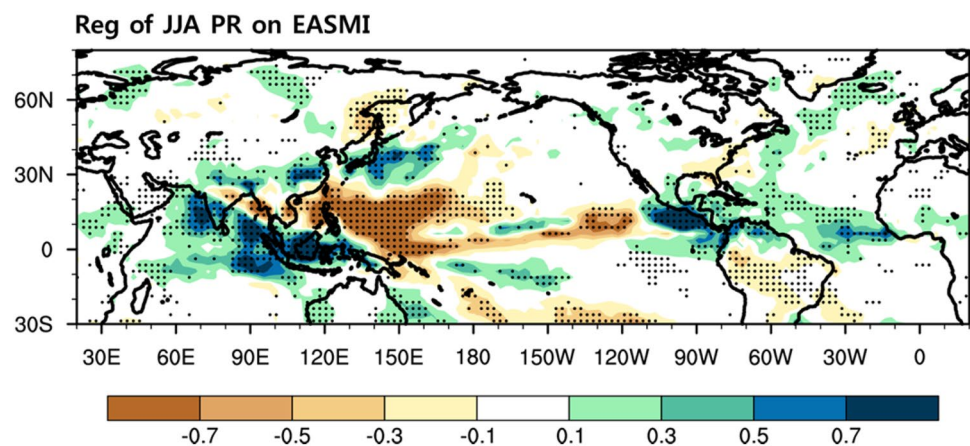 Reg of JJA PR on EASMI
60N
30N
0
30S
30E 60E 90E 120E 150E 180 150W 120W 90W 60W 30W 0
-0.7 -0.5 -0.3 -0.1 0.1 0.3 0.5 0.7